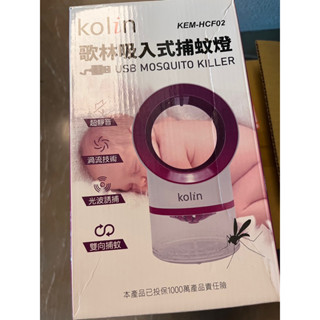 kolin
KEM-HCF02
歌林吸入式捕蚊燈
USB MOSQUITO KILLER
超靜音
渦流技術
光波誘捕
雙向捕蚊
kolin
本產品已投保1000萬產品責任險